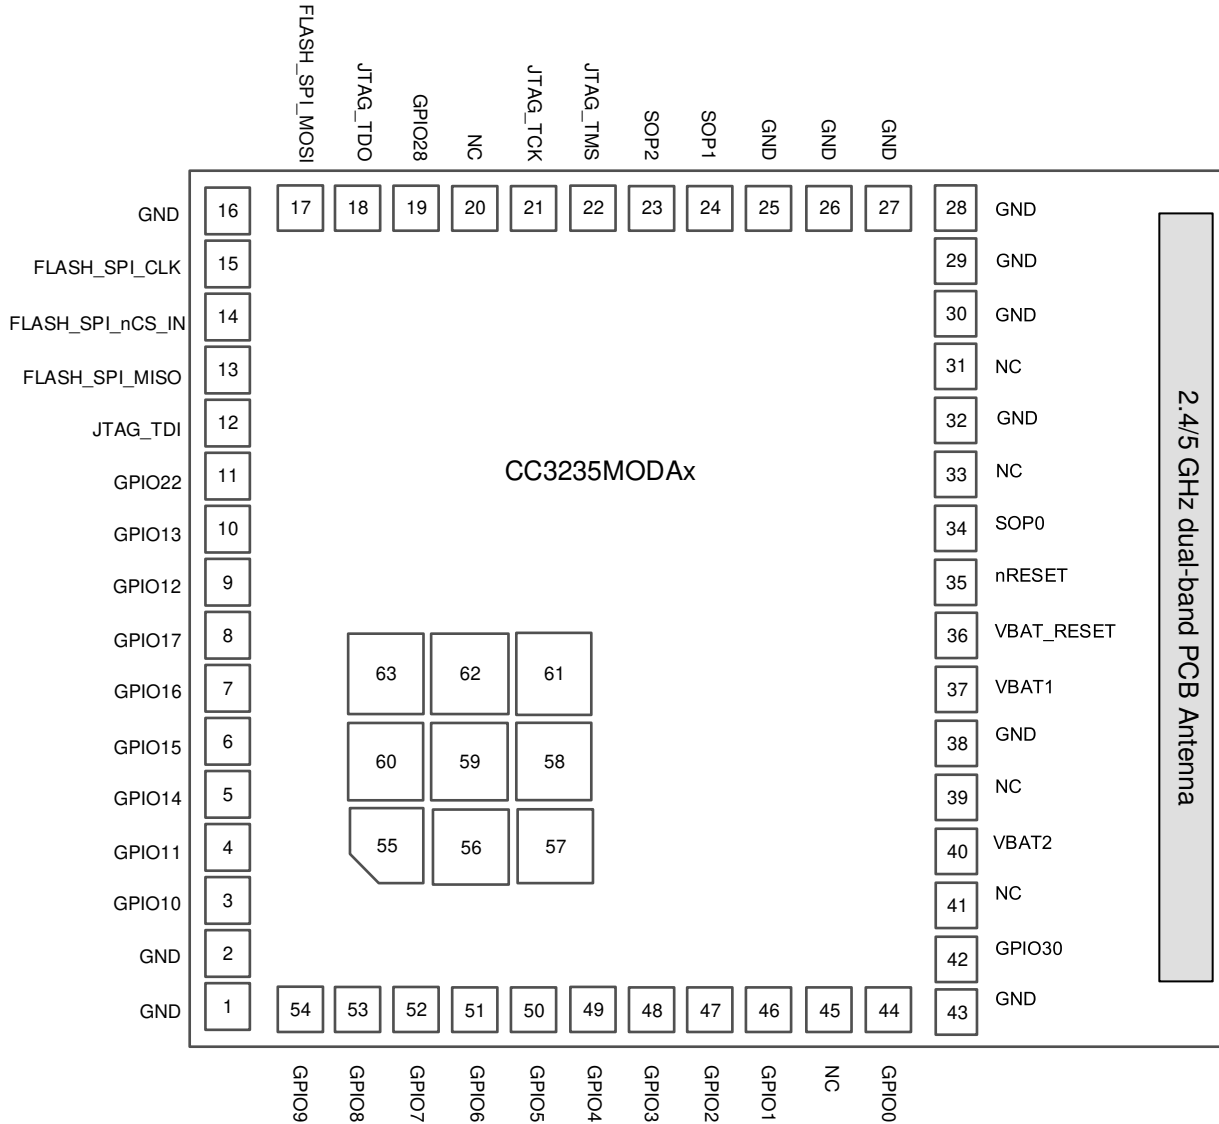 FLASH_SPI_MOSI
JTAG_TDO
GPIO28
NC
JTAG_TCK
JTAG_TMS
SOP2
SOP1
GND
GND
GND
GND 16 17 18 19 20 21 22 23 24 25 26 27 28 GND
FLASH_SPI_CLK 15 29 GND
FLASH_SPI_nCS_IN 14 30 GND
FLASH_SPI_MISO 13 31 NC
JTAG_TDI 12 32 GND
CC3235MODAx
GPIO22 11 33 NC
GPIO13 10 34 SOP0
GPIO12 9 35 nRESET
GPIO17 8 36 VBAT_RESET
63 62 61
GPIO16 7 37 VBAT1
GPIO15 6 38 GND
60 59 58
GPIO14 5 39 NC
GPIO11 4 55 56 57 40 VBAT2
GPIO10 3 41 NC
GND 2 42 GPIO30
GND 1 54 53 52 51 50 49 48 47 46 45 44 43 GND
GPIO9
GPIO8
GPIO7
GPIO6
GPIO5
GPIO4
GPIO3
GPIO2
GPIO1
NC
GPIO0
2.4/5 GHz dual-band PCB Antenna